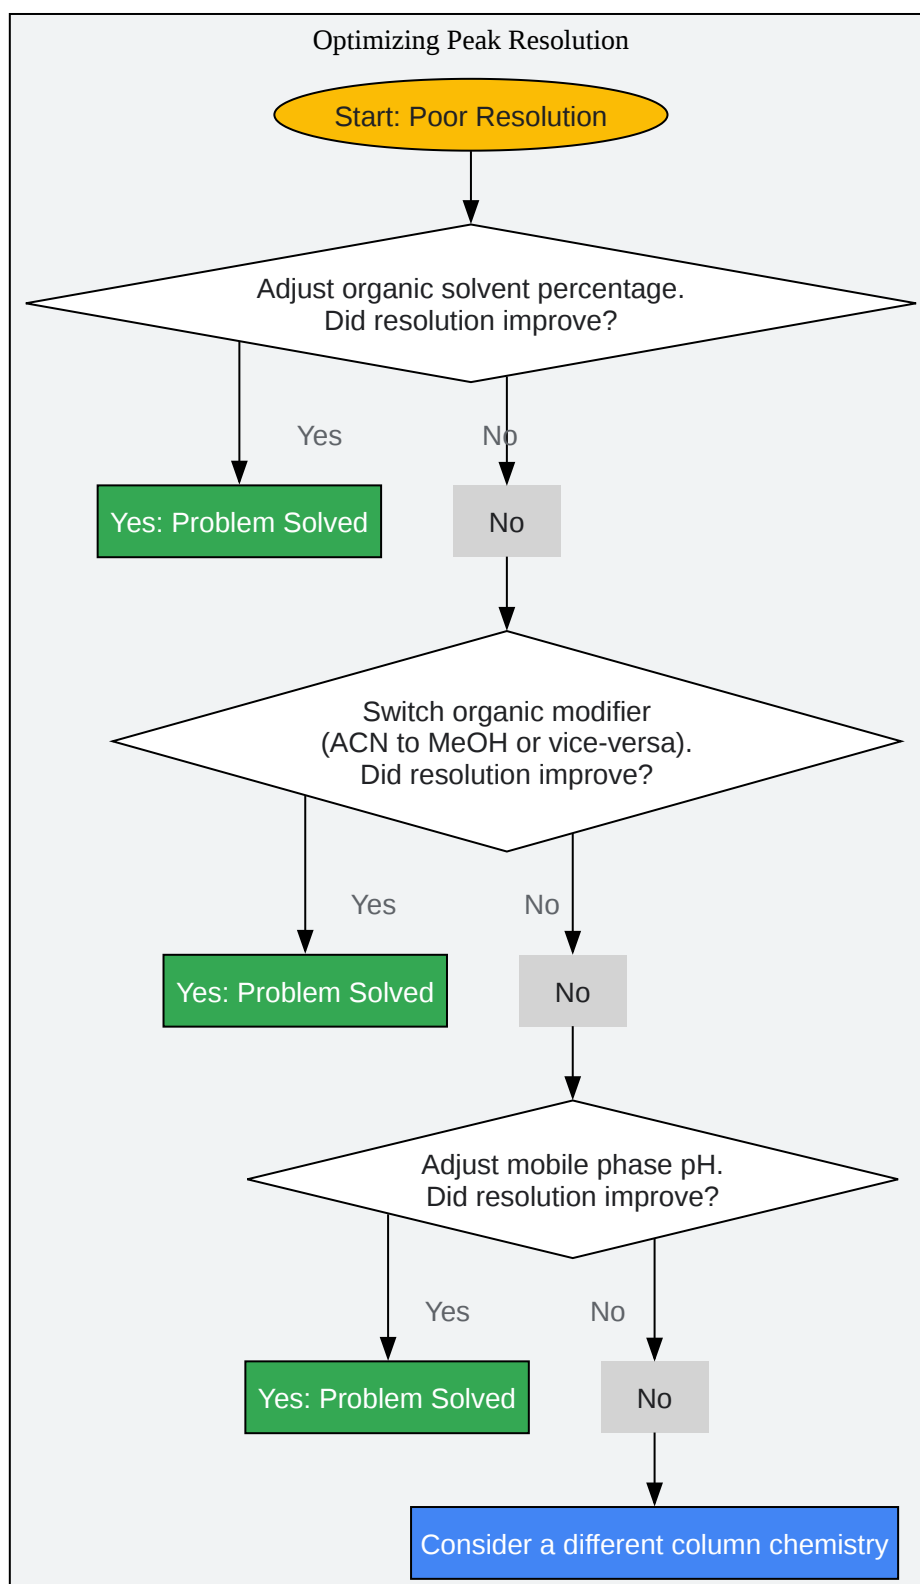 Optimizing Peak Resolution
Start: Poor Resolution
Adjust organic solvent percentage.
Did resolution improve?
Yes
No
Yes: Problem Solved
No
Switch organic modifier
(ACN to MeOH or vice-versa).
Did resolution improve?
Yes
No
Yes: Problem Solved
No
Adjust mobile phase pH.
Did resolution improve?
Yes
No
Yes: Problem Solved
No
Consider a different column chemistry